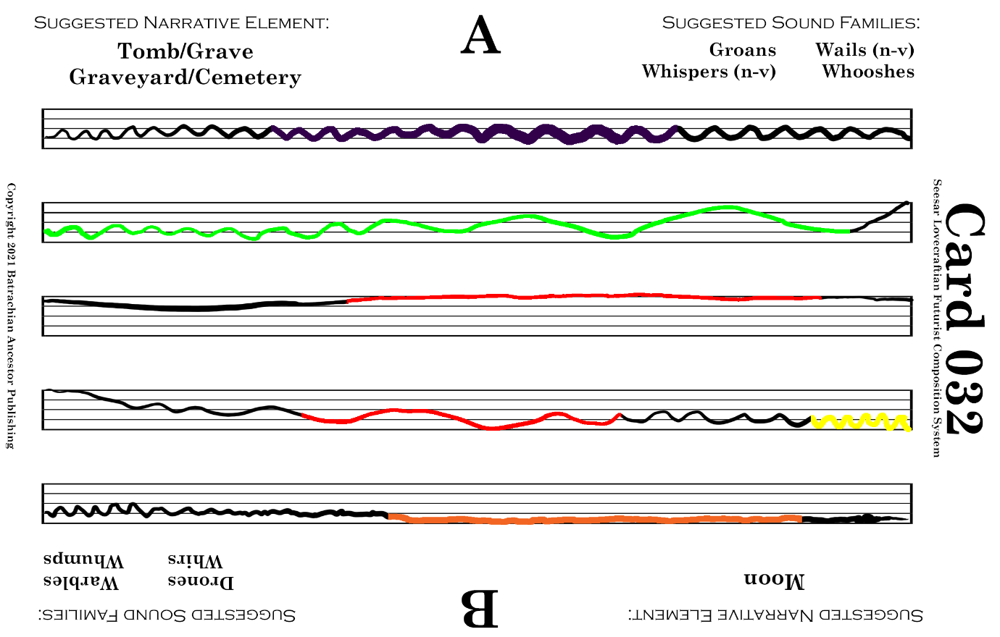 Suggested Narrative Element:
Tomb/Grave
Graveyard/Cemetery
A
Suggested Sound Families:
Groans Wails (n-v)
Whispers (n-v) Whooshes
Copyright 2021 Batrachian Ancestor Publishing
Card 032
Seesar Lovecraftian Futurist Composition System
B
Suggested Narrative Element:
Moon
Suggested Sound Families:
Drones Warbles
Whirs Whumps